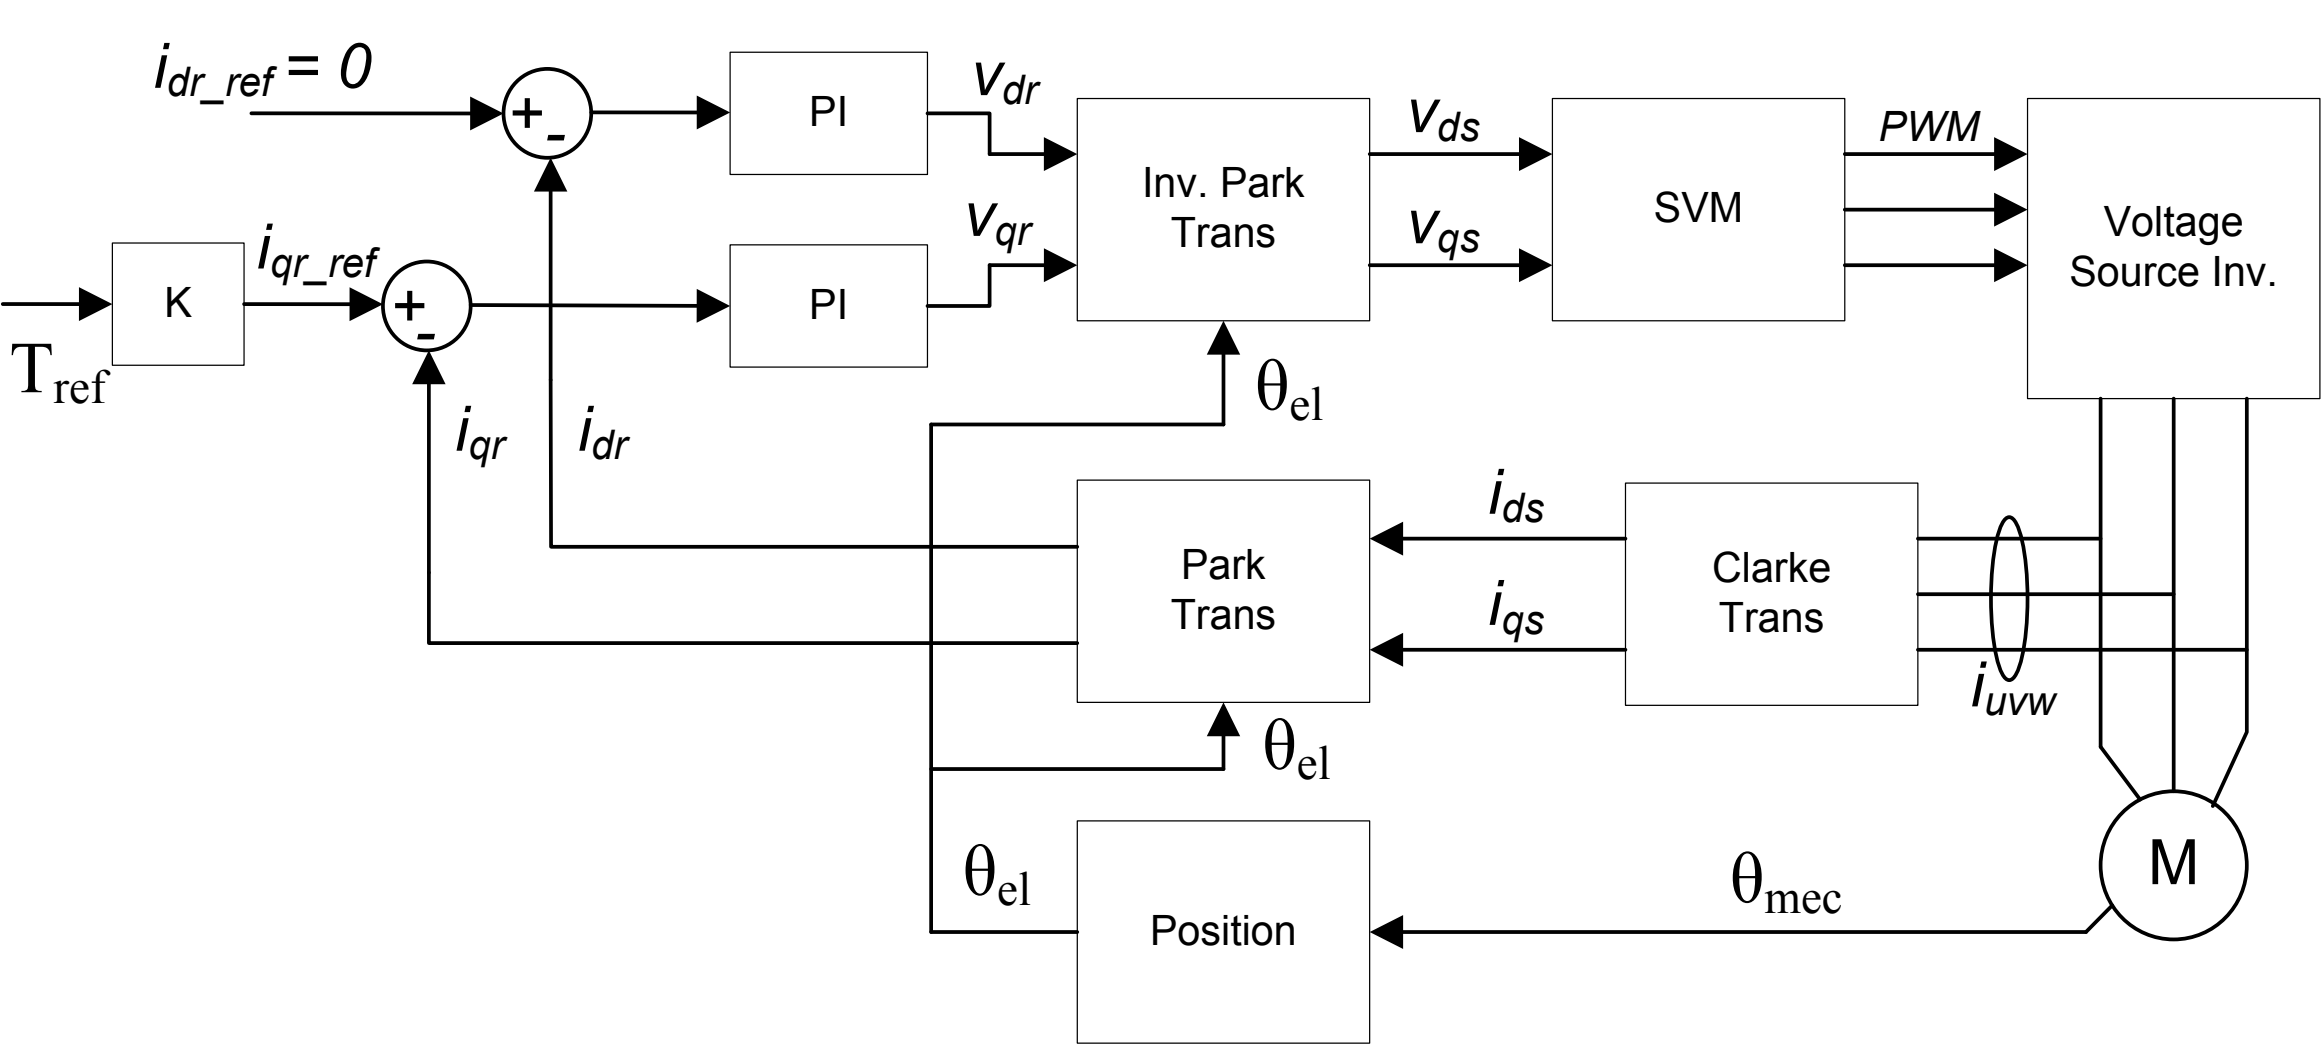 i_dr_ref = 0
+
-
PI
v_dr
Inv. Park
Trans
v_ds
v_qs
SVM
PWM
Voltage
Source Inv.
T_ref
K
i_qr_ref
+
-
PI
v_qr
θ_el
i_qr
i_dr
Park
Trans
i_ds
i_qs
Clarke
Trans
i_uvw
θ_el
θ_el
Position
θ_mec
M